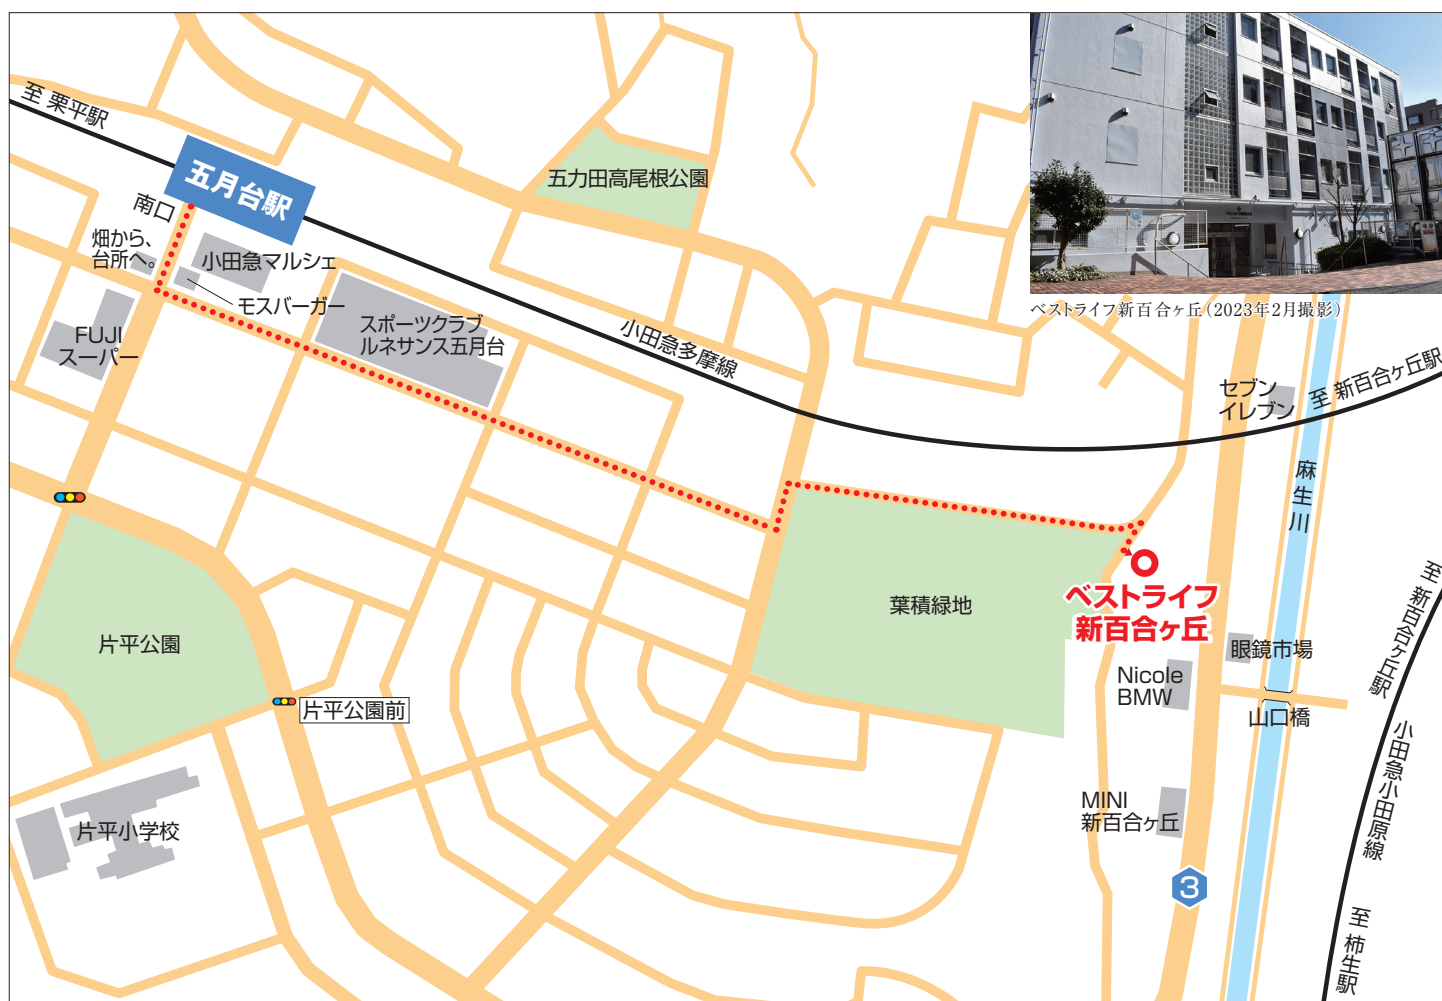 至 栗平駅
五月台駅
南口
畑から、
台所へ。
小田急マルシェ
モスバーガー
FUJI
スーパー
スポーツクラブ
ルネサンス五月台
五力田高尾根公園
小田急多摩線
ベストライフ新百合ヶ丘（2023年2月撮影）
セブン
イレブン
至 新百合ヶ丘駅
麻生川
葉積緑地
ベストライフ
新百合ヶ丘
片平公園
片平公園前
片平小学校
眼鏡市場
Nicole
BMW
山口橋
MINI
新百合ヶ丘
3
至 新百合ヶ丘駅
小田急小田原線
至 柿生駅